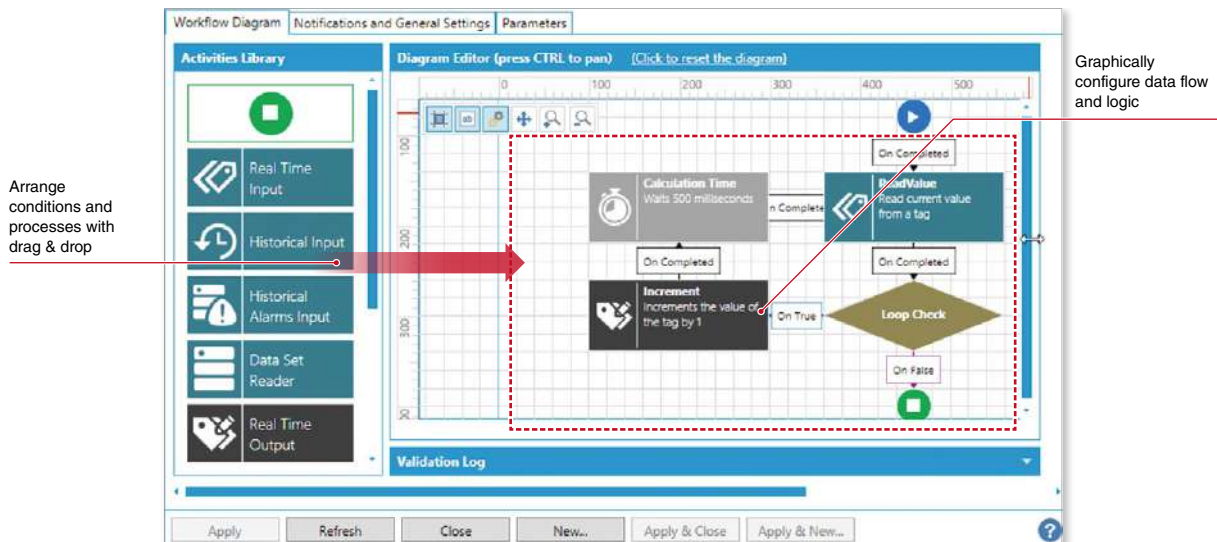 Workflow Diagram
Notifications and General Settings
Parameters
Activities Library
Real Time
Input
Historical Input
Historical
Alarms Input
Data Set
Reader
Real Time
Output
Diagram Editor (press CTRL to pan)
(Click to reset the diagram)
0
100
200
300
400
500
100
200
300
ab
On Completed
Calculation Time
Waits 500 milliseconds
n Complete
ReadValue
Read current value
from a tag
On Completed
On Completed
Increment
Increments the value of
the tag by 1
On True
Loop Check
On False
Validation Log
Apply
Refresh
Close
New...
Apply & Close
Apply & New...
?
Arrange
conditions and
processes with
drag & drop
Graphically
configure data flow
and logic